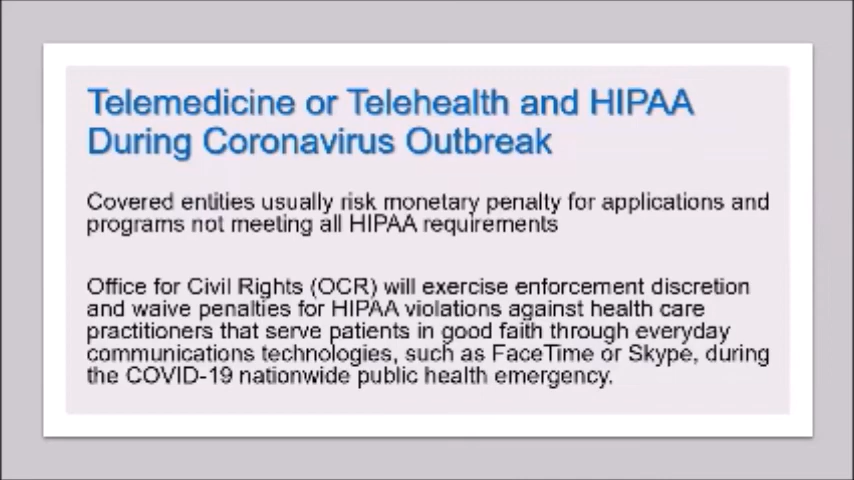 Telemedicine or Telehealth and HIPAA
During Coronavirus Outbreak
Covered entities usually risk monetary penalty for applications and
programs not meeting all HIPAA requirements
Office for Civil Rights (OCR) will exercise enforcement discretion
and waive penalties for HIPAA violations against health care
practitioners that serve patients in good faith through everyday
communications technologies, such as FaceTime or Skype, during
the COVID-19 nationwide public health emergency.